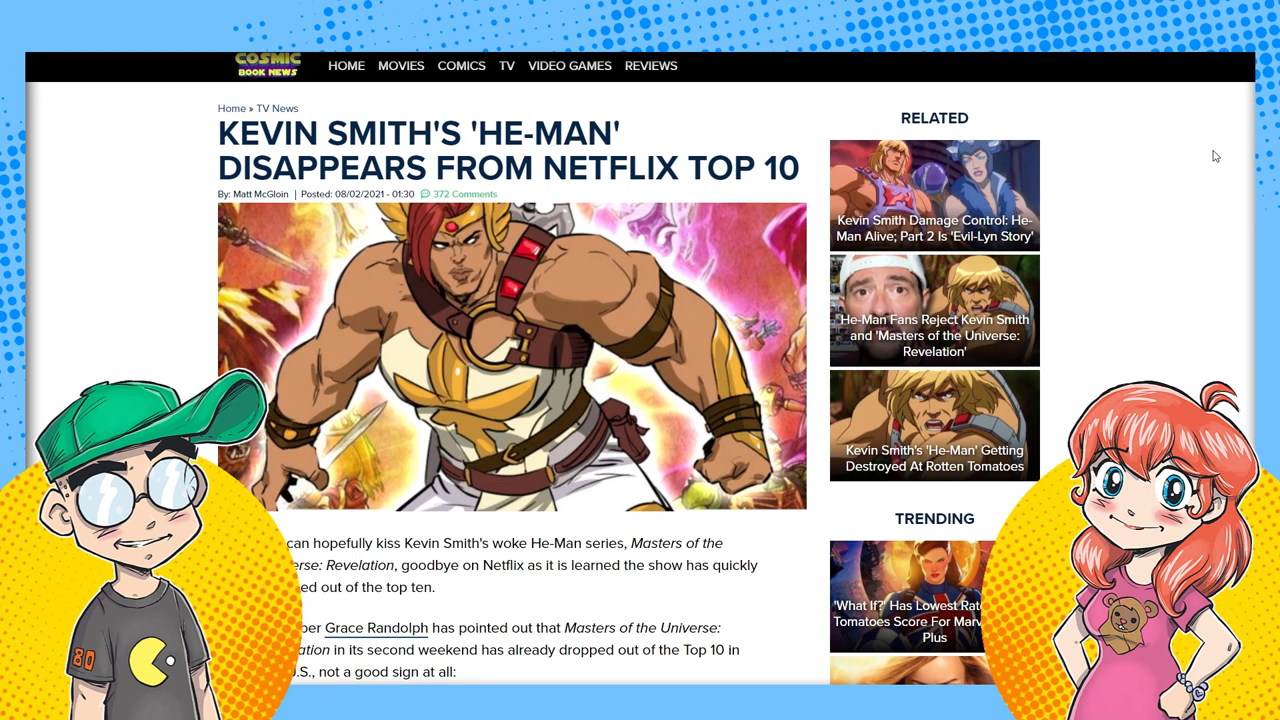 COSMIC
BOOK NEWS
HOME MOVIES COMICS TV VIDEO GAMES REVIEWS
Home » TV News
KEVIN SMITH'S 'HE-MAN'
DISAPPEARS FROM NETFLIX TOP 10
By: Matt McGloin | Posted: 08/02/2021 - 01:30 372 Comments
can hopefully kiss Kevin Smith's woke He-Man series, Masters of the
erse: Revelation, goodbye on Netflix as it is learned the show has quickly
ed out of the top ten.
per Grace Randolph has pointed out that Masters of the Universe:
ation in its second weekend has already dropped out of the Top 10 in
.S., not a good sign at all:
RELATED
Kevin Smith Damage Control: He-
Man Alive; Part 2 Is 'Evil-Lyn Story'
He-Man Fans Reject Kevin Smith
and 'Masters of the Universe:
Revelation'
Kevin Smith's 'He-Man' Getting
Destroyed At Rotten Tomatoes
TRENDING
'What If?' Has Lowest Rot
Tomatoes Score For Marv
Plus
80